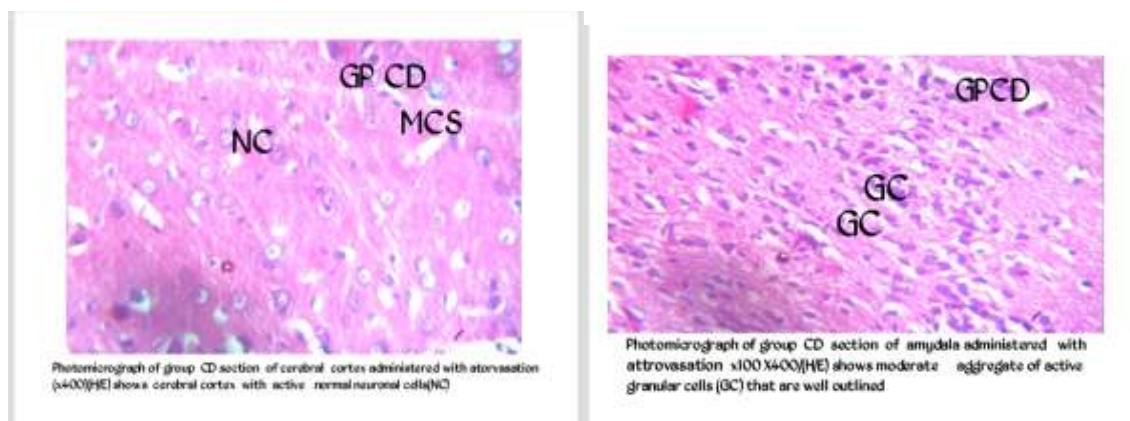 GP CD
MCS
NC
Photomicrograph of group CD section of cerebral cortex administered with atorvasation
(x400)(H/E) shows cerebral cortex with active normal neuronal cells(NC)
GPCD
GC
GC
Photomicrograph of group CD section of amydala administered with
attrovasation x100 X400)(H/E) shows moderate aggregate of active
granular cells (GC) that are well outlined